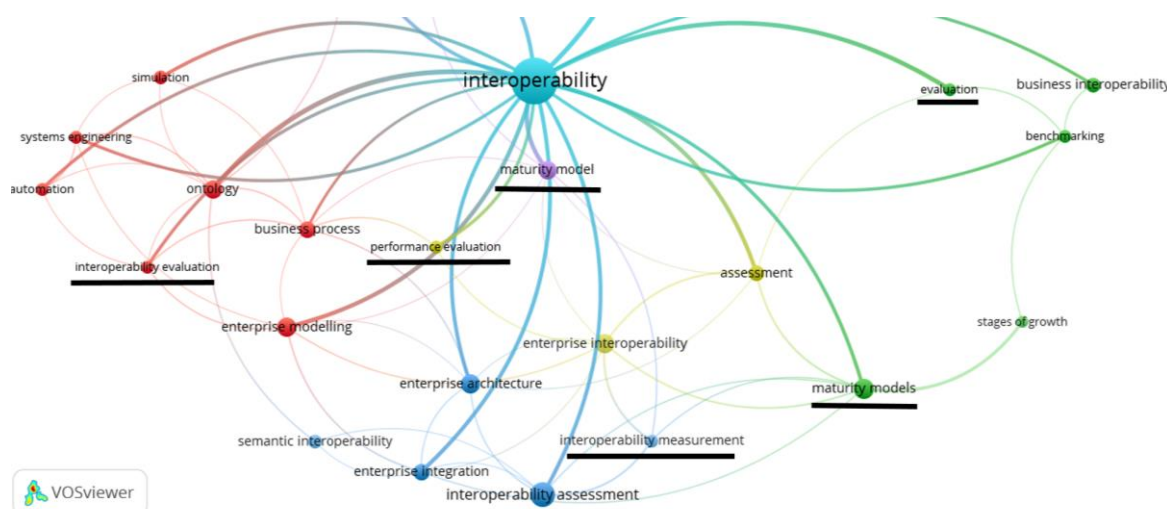 interoperability
simulation
evaluation
business interoperability
systems engineering
benchmarking
maturity model
automation
ontology
business process
performance evaluation
interoperability evaluation
assessment
enterprise modelling
stages of growth
enterprise interoperability
enterprise architecture
maturity models
semantic interoperability
interoperability measurement
enterprise integration
interoperability assessment
VOSviewer